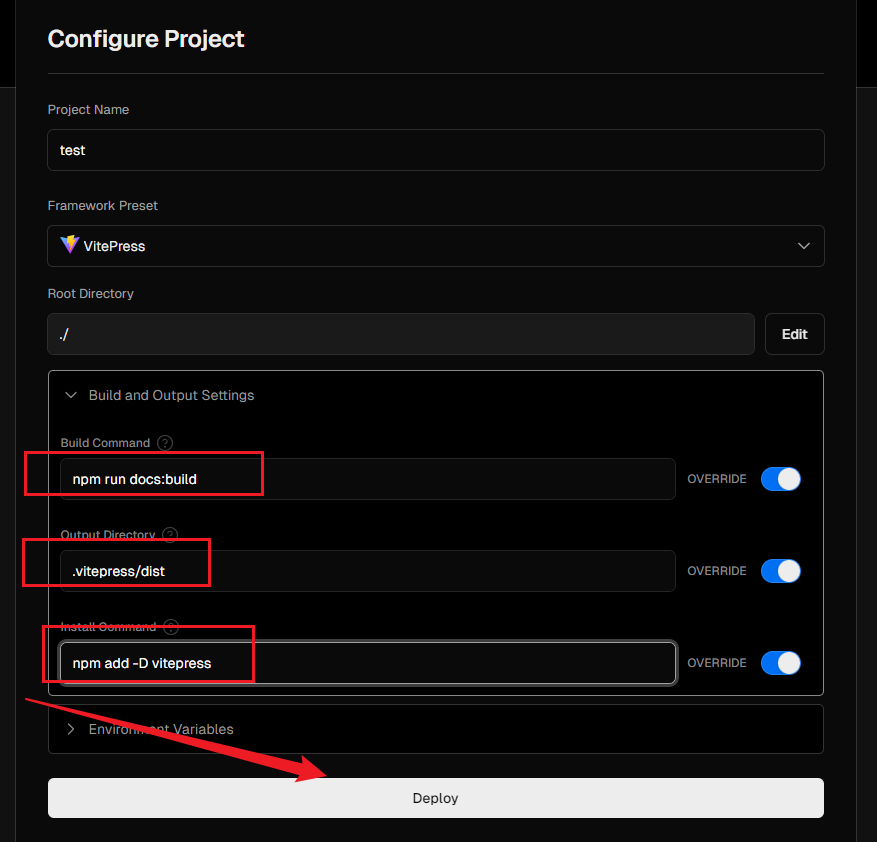 Configure Project
Project Name
test
Framework Preset
VitePress
Root Directory
./
Edit
Build and Output Settings
Build Command ?
npm run docs:build
OVERRIDE
Output Directory ?
.vitepress/dist
OVERRIDE
Install Command ?
npm add -D vitepress
OVERRIDE
Environment Variables
Deploy